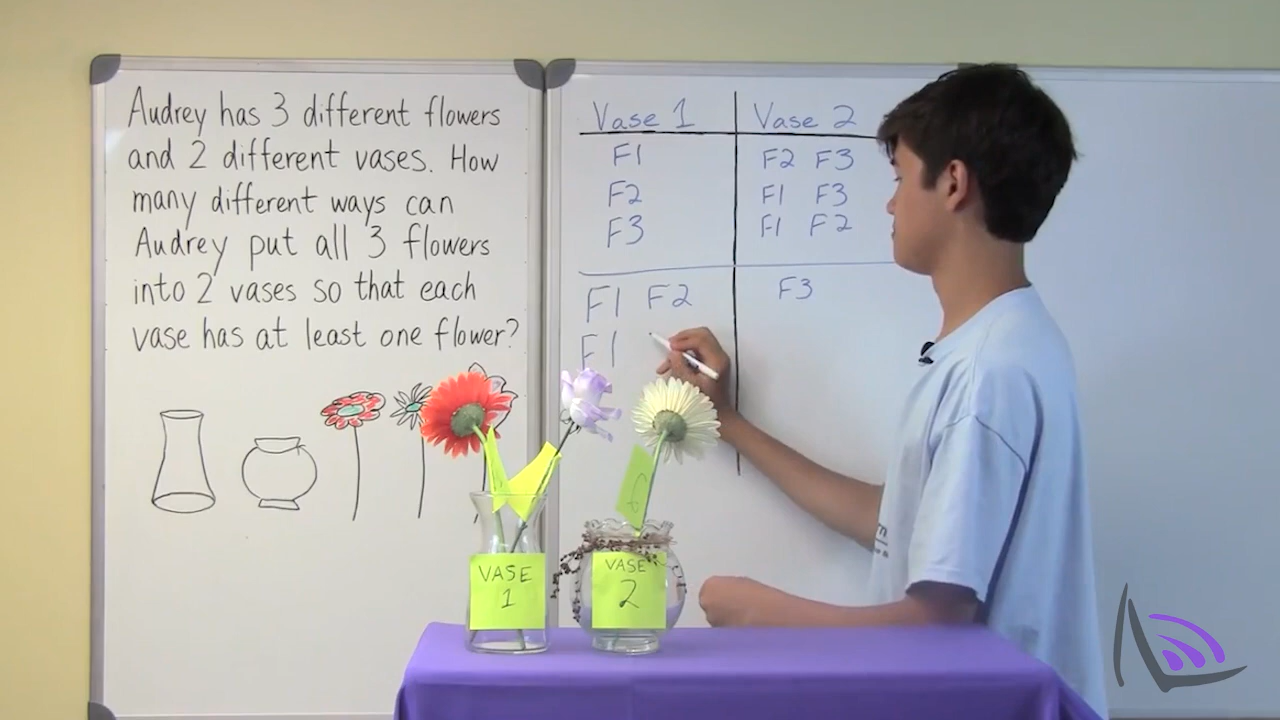 Audrey has 3 different flowers
and 2 different vases. How
many different ways can
Audrey put all 3 flowers
into 2 vases so that each
vase has at least one flower?
Vase 1 Vase 2
F1 F2 F3
F2 F1 F3
F3 F1 F2
F1 F2 F3
F1
VASE
1
VASE
2